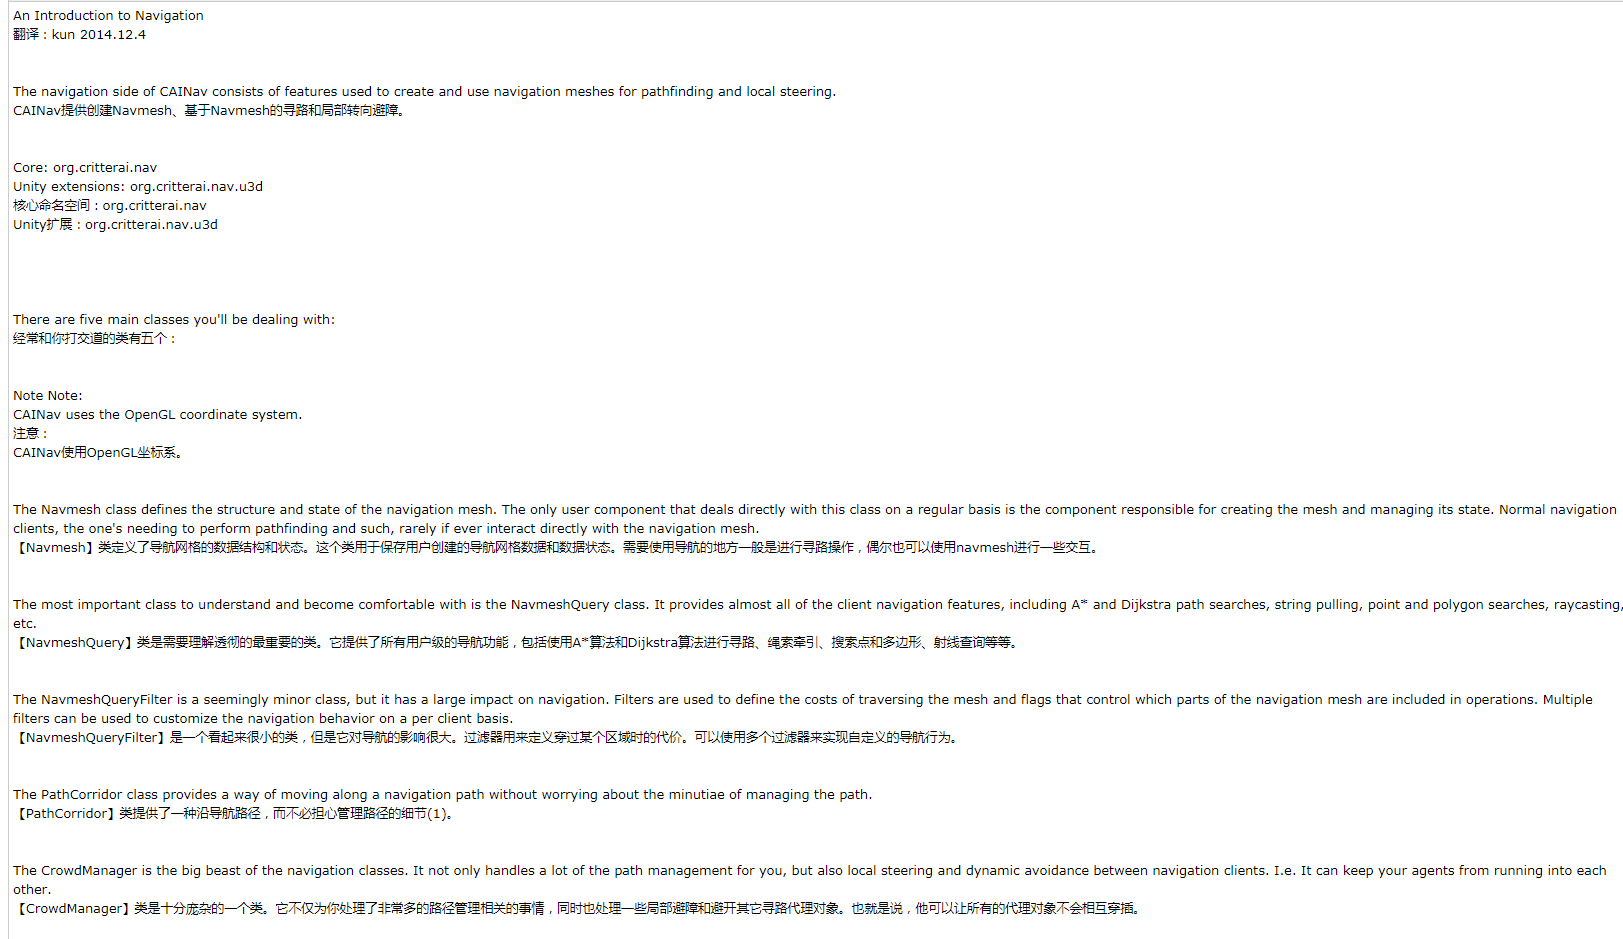 An Introduction to Navigation
翻译：kun 2014.12.4
The navigation side of CAINav consists of features used to create and use navigation meshes for pathfinding and local steering.
CAINav提供创建Navmesh、基于Navmesh的寻路和局部转向避障。
Core: org.critterai.nav
Unity extensions: org.critterai.nav.u3d
核心命名空间：org.critterai.nav
Unity扩展：org.critterai.nav.u3d
There are five main classes you'll be dealing with:
经常和你打交道的类有五个：
Note Note:
CAINav uses the OpenGL coordinate system.
注意：
CAINav使用OpenGL坐标系。
The Navmesh class defines the structure and state of the navigation mesh. The only user component that deals directly with this class on a regular basis is the component responsible for creating the mesh and managing its state. Normal navigation
clients, the one's needing to perform pathfinding and such, rarely if ever interact directly with the navigation mesh.
【Navmesh】类定义了导航网格的数据结构和状态。这个类用于保存用户创建的导航网格数据和数据状态。需要使用导航的地方一般是进行寻路操作，偶尔也可以使用navmesh进行一些交互。
The most important class to understand and become comfortable with is the NavmeshQuery class. It provides almost all of the client navigation features, including A* and Dijkstra path searches, string pulling, point and polygon searches, raycasting,
etc.
【NavmeshQuery】类是需要理解透彻的最重要的类。它提供了所有用户级的导航功能，包括使用A*算法和Dijkstra算法进行寻路、绳索牵引、搜索点和多边形、射线查询等等。
The NavmeshQueryFilter is a seemingly minor class, but it has a large impact on navigation. Filters are used to define the costs of traversing the mesh and flags that control which parts of the navigation mesh are included in operations. Multiple
filters can be used to customize the navigation behavior on a per client basis.
【NavmeshQueryFilter】是一个看起来很小的类，但是它对导航的影响很大。过滤器用来定义穿过某个区域时的代价。可以使用多个过滤器来实现自定义的导航行为。
The PathCorridor class provides a way of moving along a navigation path without worrying about the minutiae of managing the path.
【PathCorridor】类提供了一种沿导航路径，而不必担心管理路径的细节(1)。
The CrowdManager is the big beast of the navigation classes. It not only handles a lot of the path management for you, but also local steering and dynamic avoidance between navigation clients. I.e. It can keep your agents from running into each
other.
【CrowdManager】类是十分庞杂的一个类。它不仅为你处理了非常多的路径管理相关的事情，同时也处理一些局部避障和避开其它寻路代理对象。也就是说，他可以让所有的代理对象不会相互穿插。